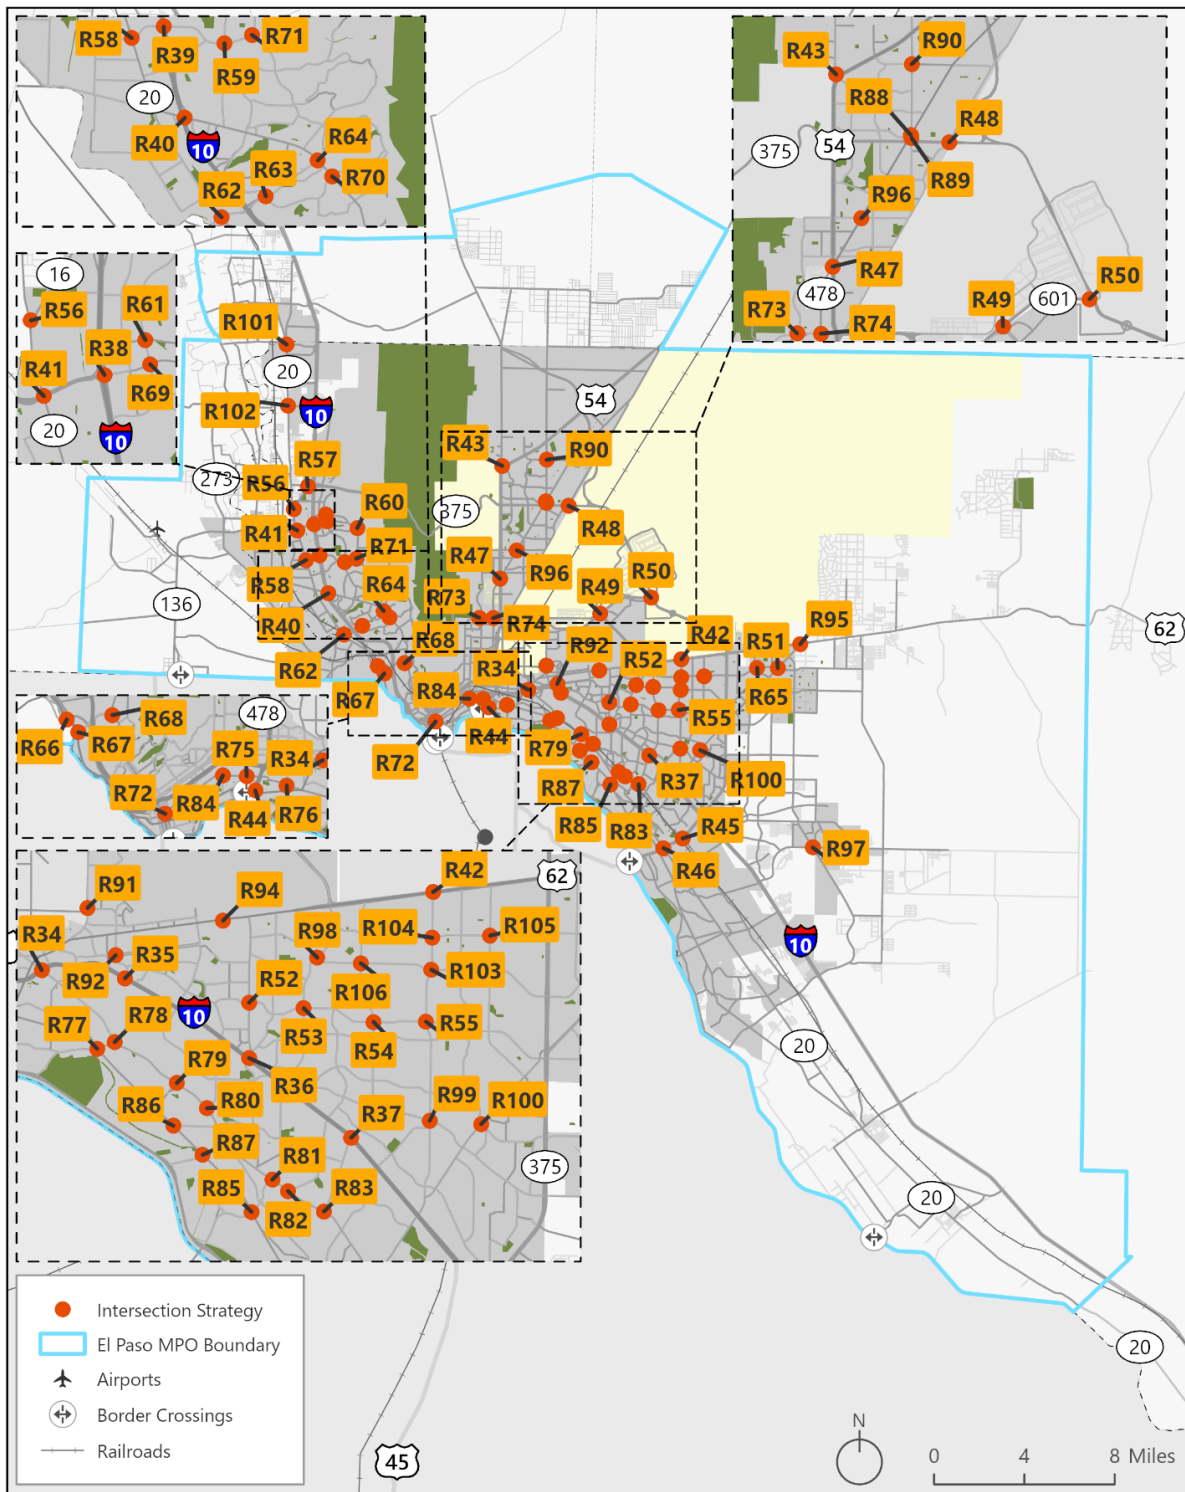 R58
R39
R59
R71
20
R40
10
R64
R63
R62
R70
R43
R90
R88
54
375
R48
R89
R96
R47
478
R73
R74
R49
601
R50
16
R56
R61
R38
R41
R69
20
10
R101
20
R102
10
54
R57
273
R56
R43
R90
R60
R41
375
R48
R71
R47
R96
R50
R58
R64
R49
136
R73
R40
R74
R68
R92
R42
R95
62
R34
R52
R51
R62
R84
R65
R67
R55
R44
R79
R72
R87
R37
R100
R85
R83
R45
R46
R97
R68
478
R66
R67
R75
R34
R72
R84
R44
R76
R42
62
R91
R94
R34
R98
R104
R105
R35
R92
R52
R103
R106
10
R78
R53
R55
R77
R54
R79
R36
R99
R80
R37
R100
R86
R87
R81
375
R85
R83
R82
10
20
20
20
45
Intersection Strategy
El Paso MPO Boundary
Airports
Border Crossings
Railroads
N
0 4 8 Miles